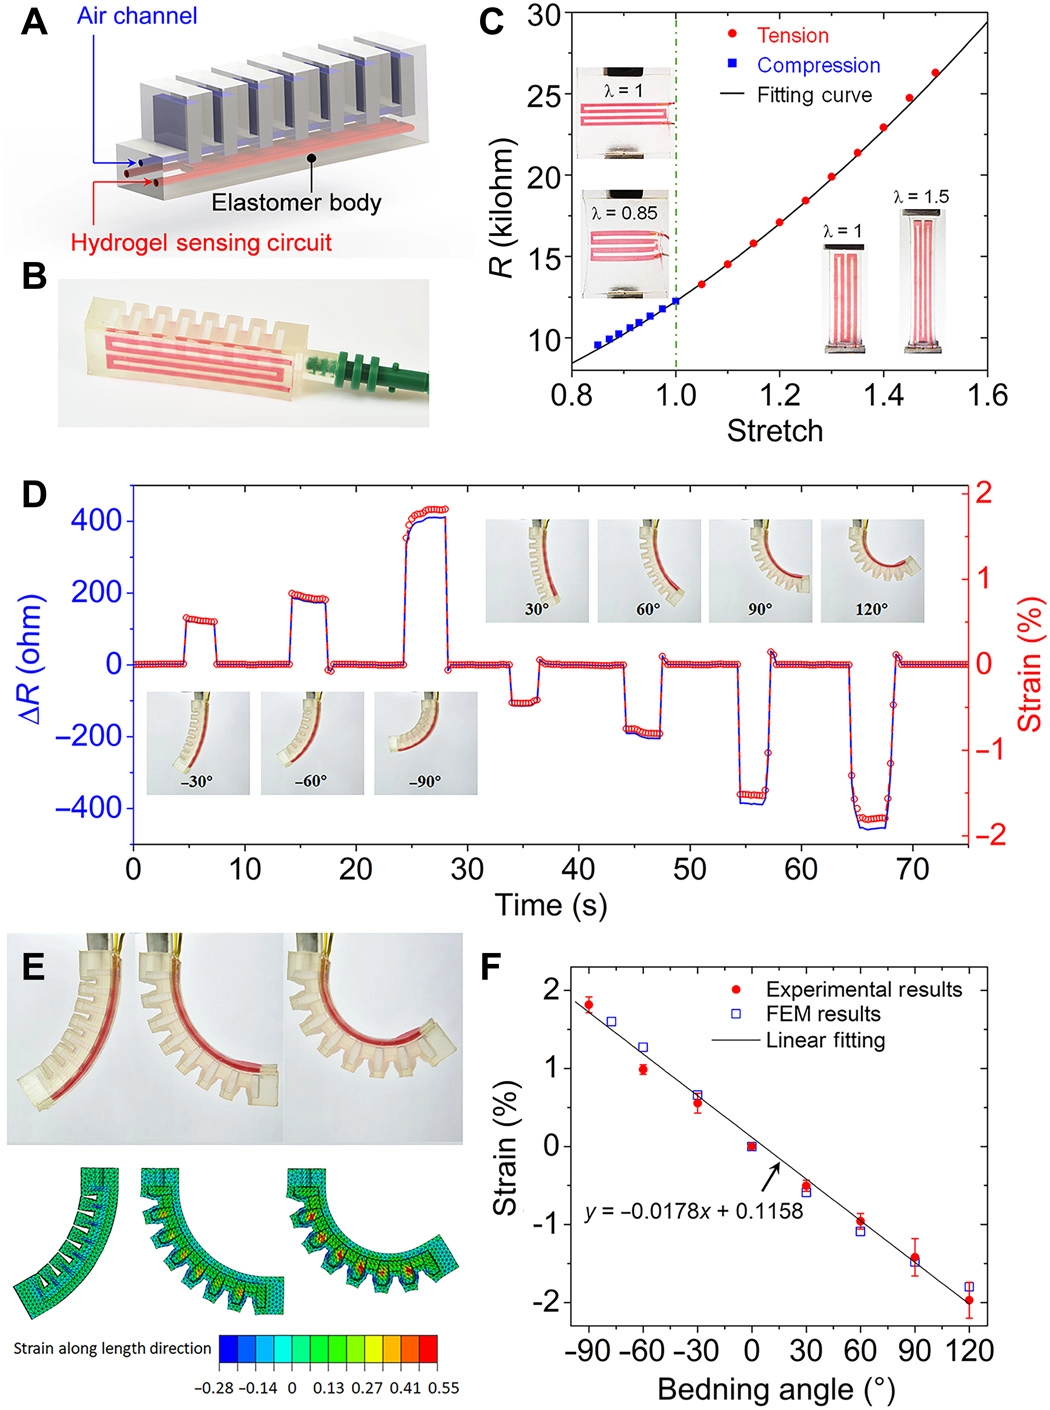 A
Air channel
Elastomer body
Hydrogel sensing circuit
B
C
30
25
20
15
10
R (kilohm)
0.8 1.0 1.2 1.4 1.6
Stretch
Tension
Compression
Fitting curve
λ = 1
λ = 0.85
λ = 1
λ = 1.5
D
400
200
0
−200
−400
ΔR (ohm)
2
1
0
−1
−2
Strain (%)
30° 60° 90° 120°
−30° −60° −90°
0 10 20 30 40 50 60 70
Time (s)
E
Strain along length direction
−0.28 −0.14 0 0.13 0.27 0.41 0.55
F
2
1
0
-1
-2
Strain (%)
Experimental results
FEM results
Linear fitting
y = −0.0178x + 0.1158
−90 −60 −30 0 30 60 90 120
Bedning angle (°)